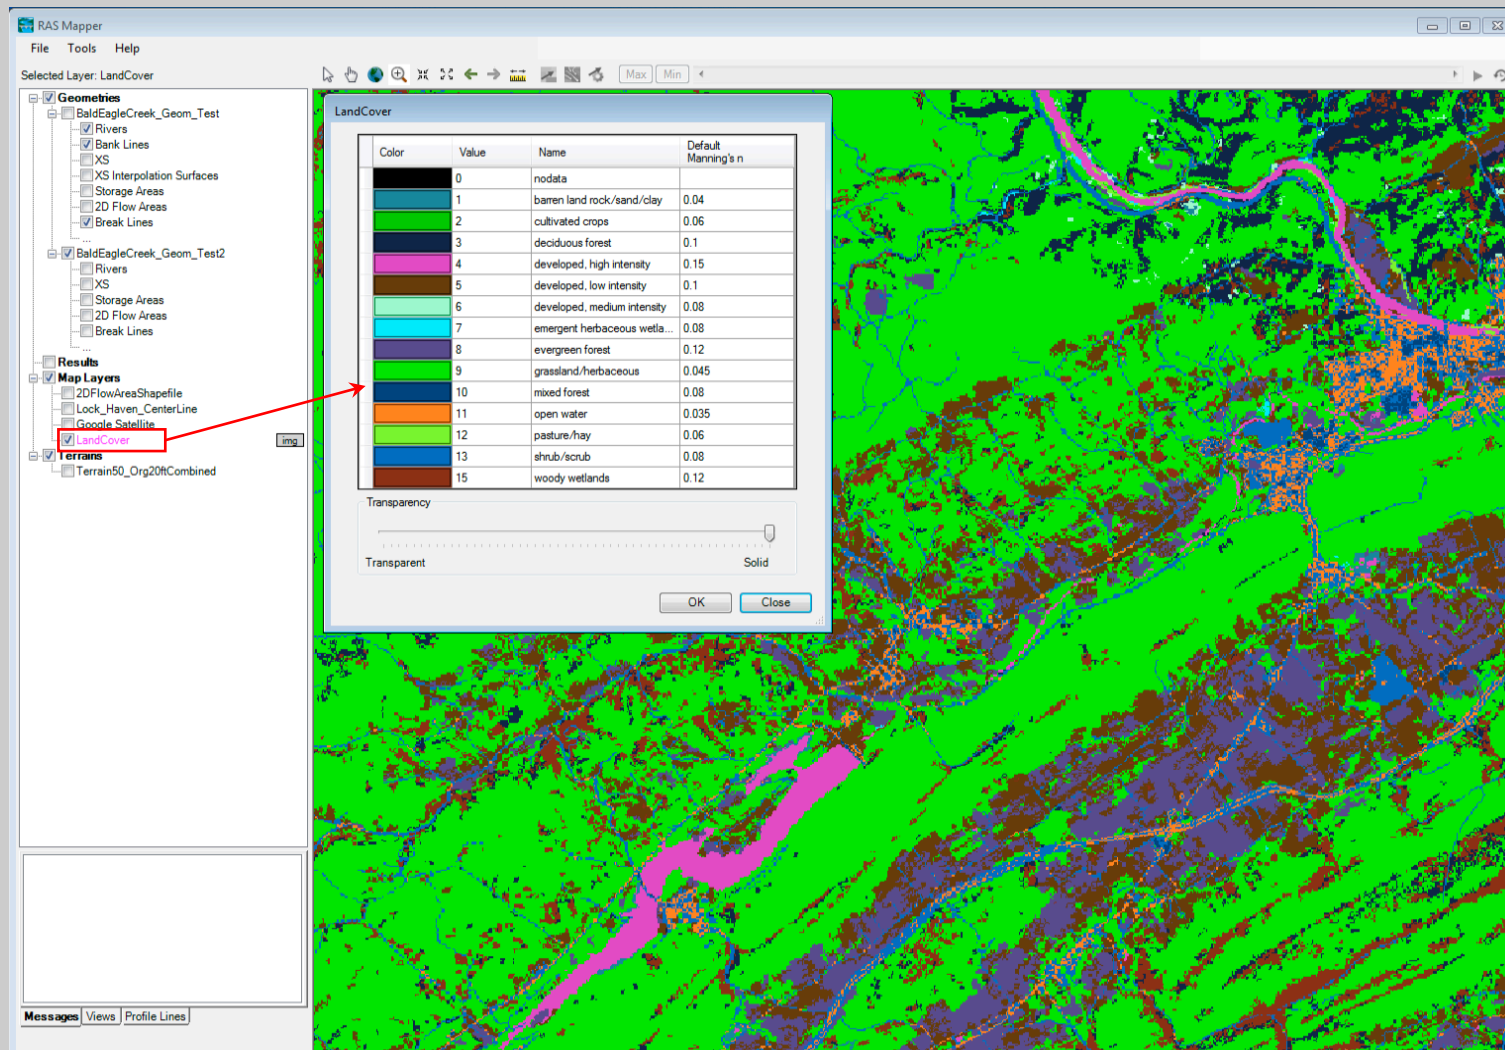 RAS Mapper
File Tools Help
Selected Layer: LandCover
Max Min
Geometries
BaldEagleCreek_Geom_Test
Rivers
Bank Lines
XS
XS Interpolation Surfaces
Storage Areas
2D Flow Areas
Break Lines
...
BaldEagleCreek_Geom_Test2
Rivers
XS
Storage Areas
2D Flow Areas
Break Lines
...
Results
Map Layers
2DFlowAreaShapefile
Lock_Haven_CenterLine
Google Satellite
LandCover
img
Terrains
Terrain50_Org20ftCombined
Messages Views Profile Lines
LandCover
Color Value Name Default
Manning's n
0 nodata
1 barren land rock/sand/clay 0.04
2 cultivated crops 0.06
3 deciduous forest 0.1
4 developed, high intensity 0.15
5 developed, low intensity 0.1
6 developed, medium intensity 0.08
7 emergent herbaceous wetla... 0.08
8 evergreen forest 0.12
9 grassland/herbaceous 0.045
10 mixed forest 0.08
11 open water 0.035
12 pasture/hay 0.06
13 shrub/scrub 0.08
15 woody wetlands 0.12
Transparency
Transparent Solid
OK Close